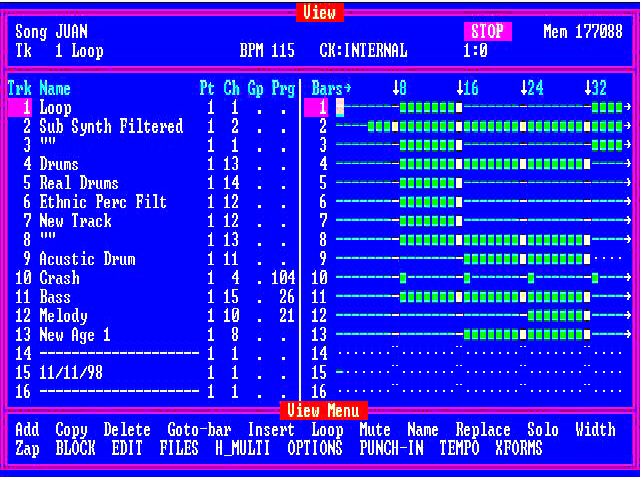 View
Song JUAN STOP Mem 177088
Tk 1 Loop BPM 115 CK:INTERNAL 1:0
Trk Name Pt Ch Gp Prg Bars→ ↓8 ↓16 ↓24 ↓32
1 Loop 1 1 . . 1
2 Sub Synth Filtered 1 2 . . 2
3 "" 1 1 . . 3
4 Drums 1 13 . . 4
5 Real Drums 1 14 . . 5
6 Ethnic Perc Filt 1 12 . . 6
7 New Track 1 12 . . 7
8 "" 1 13 . . 8
9 Acustic Drum 1 11 . . 9
10 Crash 1 4 . 104 10
11 Bass 1 15 . 26 11
12 Melody 1 10 . 21 12
13 New Age 1 1 8 . . 13
14 -------------------- 1 1 . . 14
15 11/11/98 1 1 . . 15
16 -------------------- 1 1 . . 16
View Menu
Add Copy Delete Goto-bar Insert Loop Mute Name Replace Solo Width
Zap BLOCK EDIT FILES H_MULTI OPTIONS PUNCH-IN TEMPO XFORMS